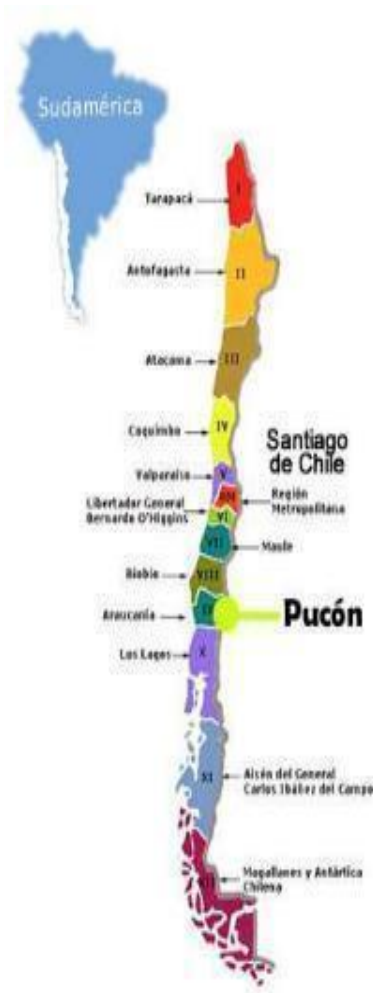 Sudamérica
I
Tarapacá
Antofagasta
II
Atacama
III
Coquimbo
IV
Santiago
de Chile
Valparaíso
V
RM
Región
Metropolitana
Libertador General
Bernardo O'Higgins
VI
VII
Maule
Biobío
VIII
IX
Araucanía
Pucón
Los Lagos
X
XI
Aisén del General
Carlos Ibáñez del Campo
Magallanes y Antártica
Chilena